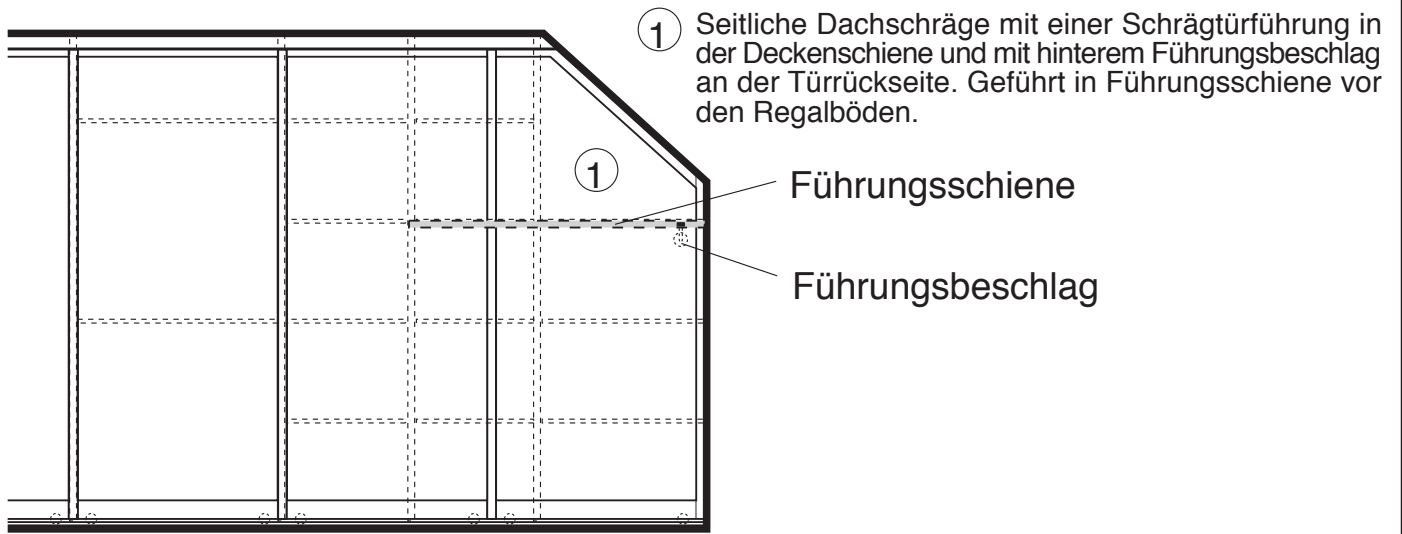 1 Seitliche Dachschräge mit einer Schrägtürführung in
der Deckenschiene und mit hinterem Führungsbeschlag
an der Türrückseite. Geführt in Führungsschiene vor
den Regalböden.
1
Führungsschiene
Führungsbeschlag